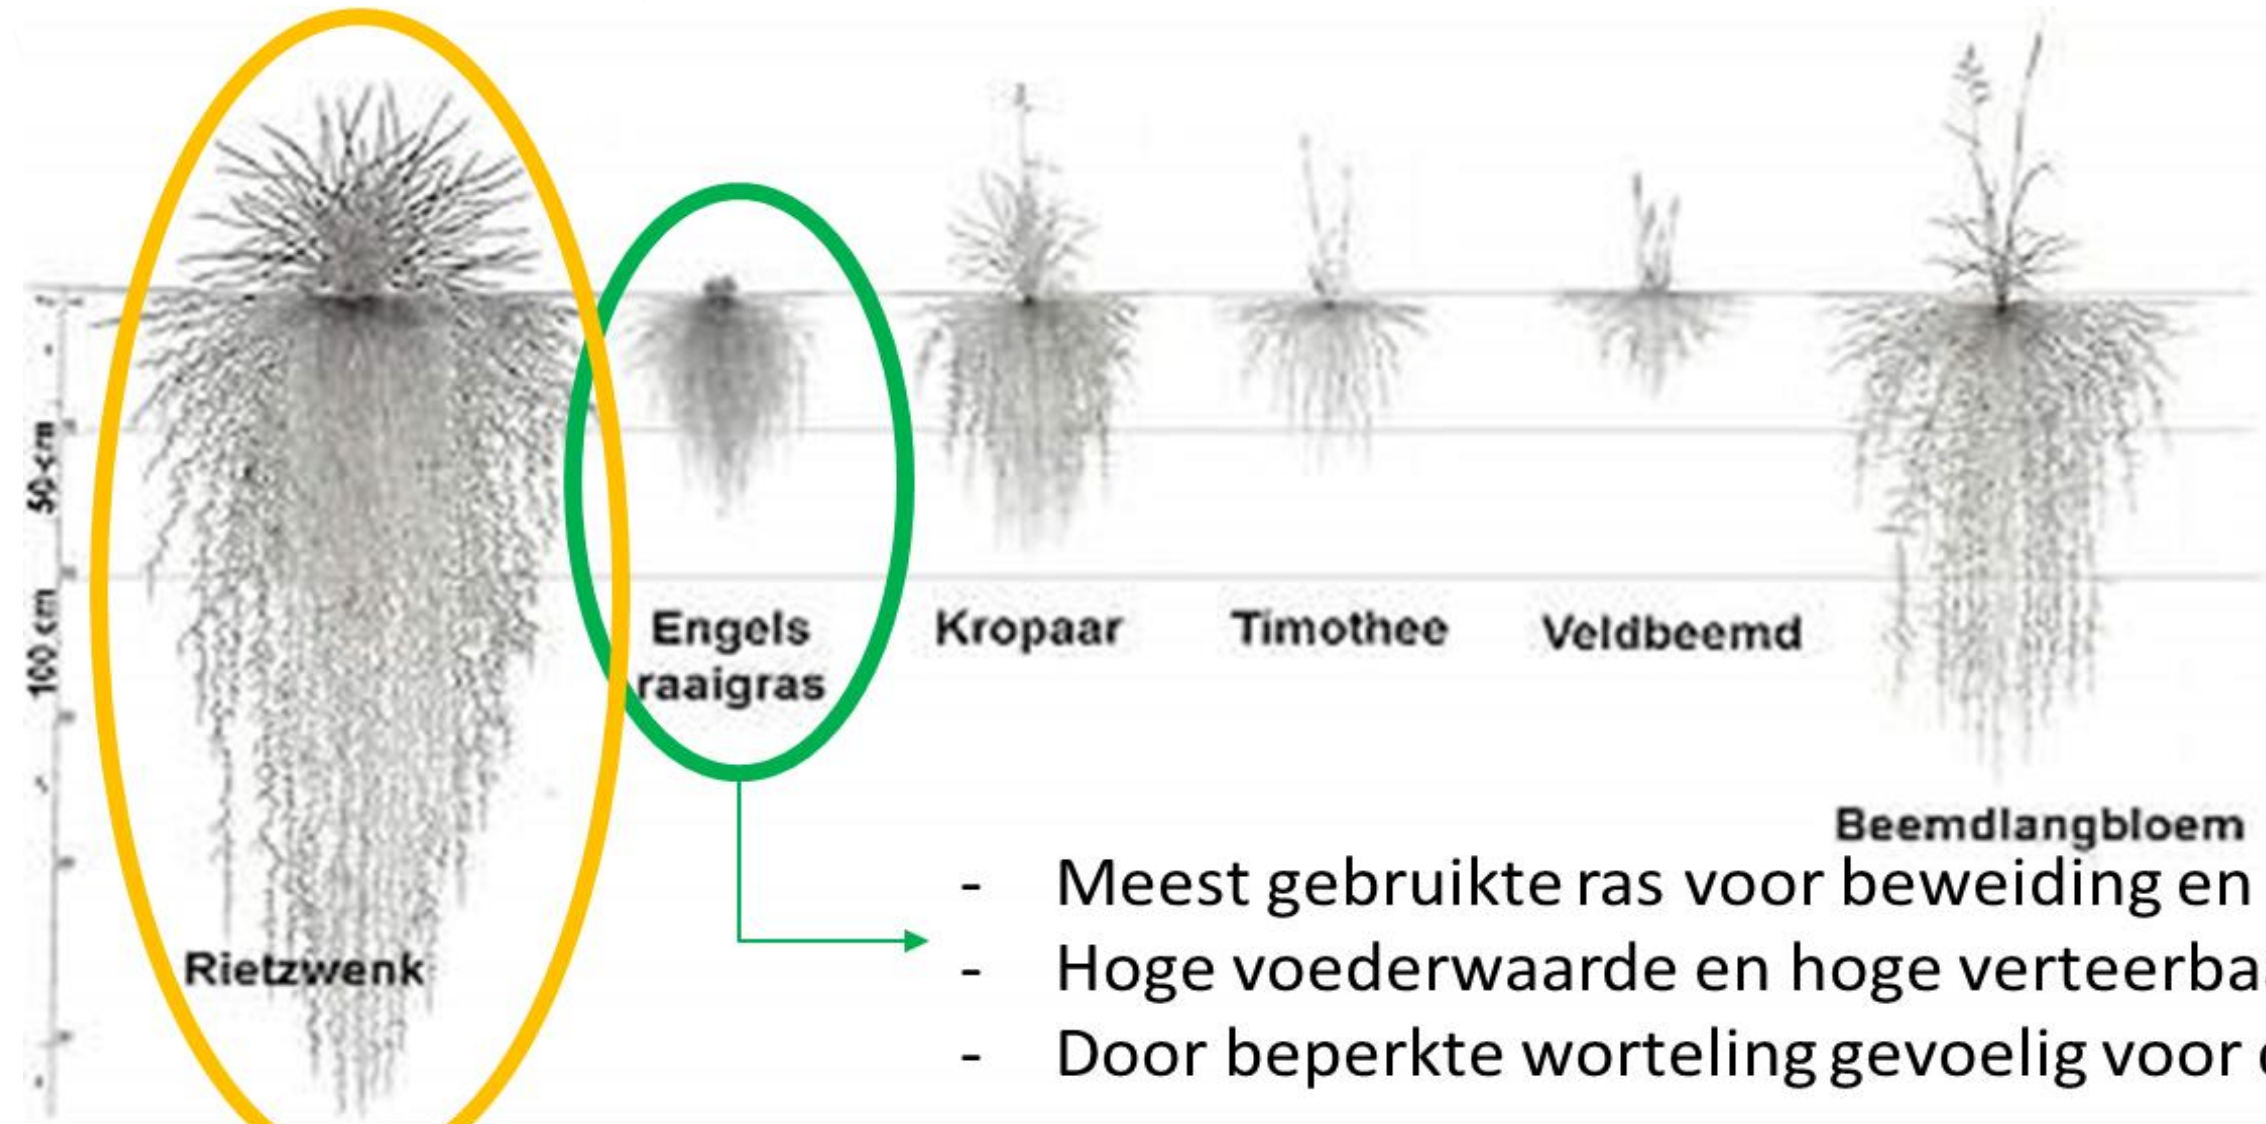 50 cm
100 cm
Engels
raaigras
Kropaar
Timothee
Veldbeemd
Beemdlangbloem
Rietzwenk
- Meest gebruikte ras voor beweiding en
- Hoge voederwaarde en hoge
- Door beperkte worteling gevoelig voor